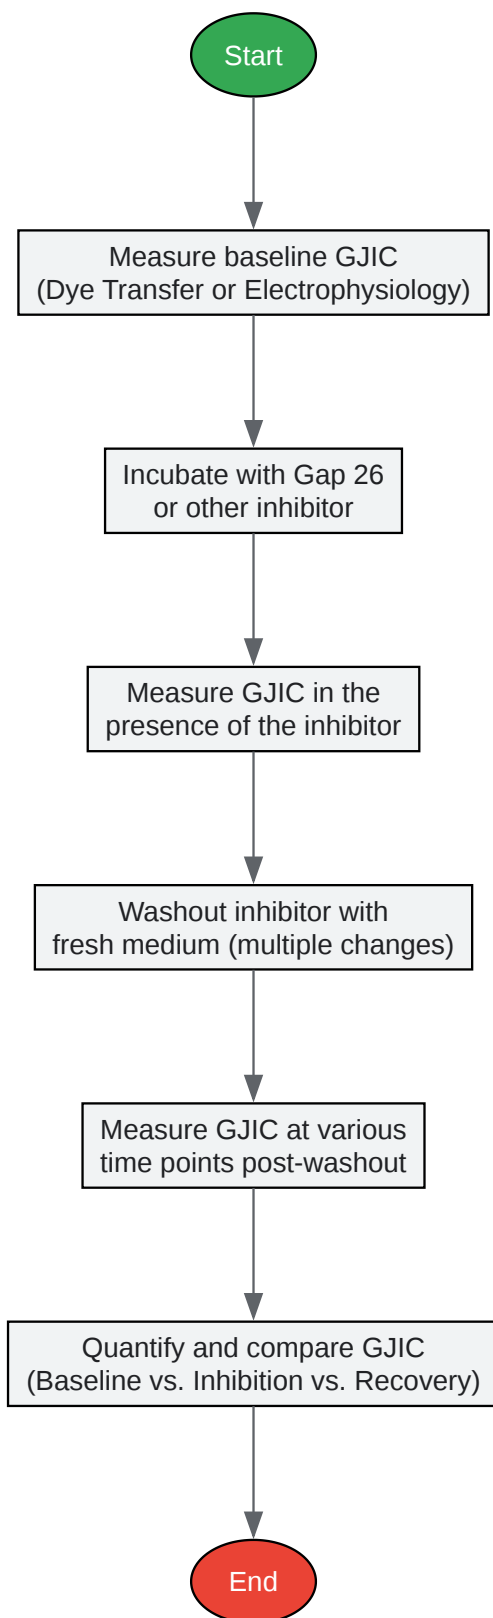 Start
Measure baseline GJIC
(Dye Transfer or Electrophysiology)
Incubate with Gap 26
or other inhibitor
Measure GJIC in the
presence of the inhibitor
Washout inhibitor with
fresh medium (multiple changes)
Measure GJIC at various
time points post-washout
Quantify and compare GJIC
(Baseline vs. Inhibition vs. Recovery)
End